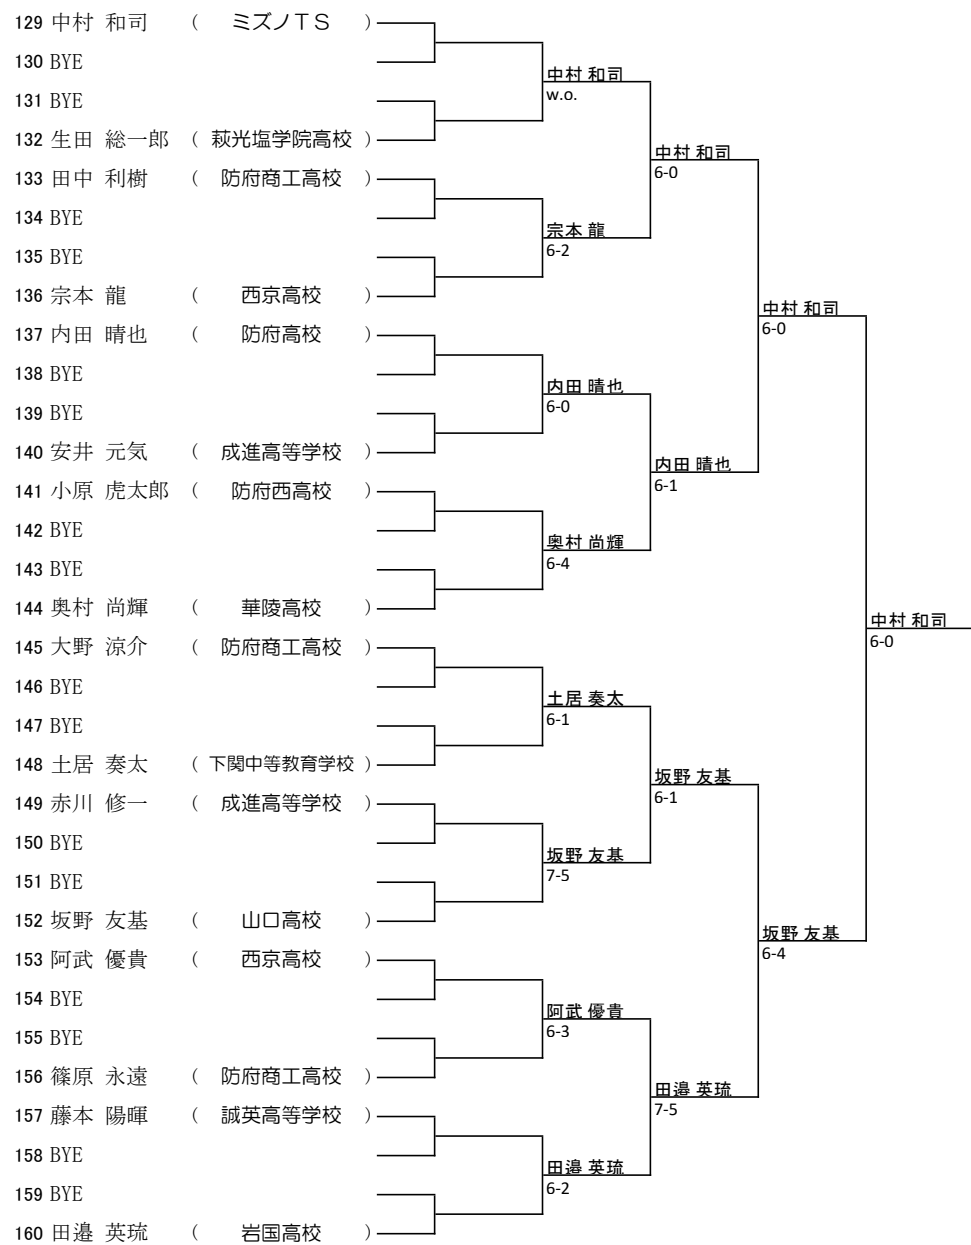 129 中村 和司 ( ミズノTS )
130 BYE
中村 和司
131 BYE
w.o.
132 生田 総一郎 ( 萩光塩学院高校 )
中村 和司
133 田中 利樹 ( 防府商工高校 )
6-0
134 BYE
宗本 龍
135 BYE
6-2
136 宗本 龍 ( 西京高校 )
中村 和司
137 内田 晴也 ( 防府高校 )
6-0
138 BYE
内田 晴也
139 BYE
6-0
140 安井 元気 ( 成進高等学校 )
内田 晴也
141 小原 虎太郎 ( 防府西高校 )
6-1
142 BYE
奥村 尚輝
143 BYE
6-4
144 奥村 尚輝 ( 華陵高校 )
中村 和司
145 大野 涼介 ( 防府商工高校 )
6-0
146 BYE
土居 奏太
147 BYE
6-1
148 土居 奏太 ( 下関中等教育学校 )
坂野 友基
149 赤川 修一 ( 成進高等学校 )
6-1
150 BYE
坂野 友基
151 BYE
7-5
152 坂野 友基 ( 山口高校 )
坂野 友基
153 阿武 優貴 ( 西京高校 )
6-4
154 BYE
阿武 優貴
155 BYE
6-3
156 篠原 永遠 ( 防府商工高校 )
田邉 英琉
157 藤本 陽暉 ( 誠英高等学校 )
7-5
158 BYE
田邉 英琉
159 BYE
6-2
160 田邉 英琉 ( 岩国高校 )